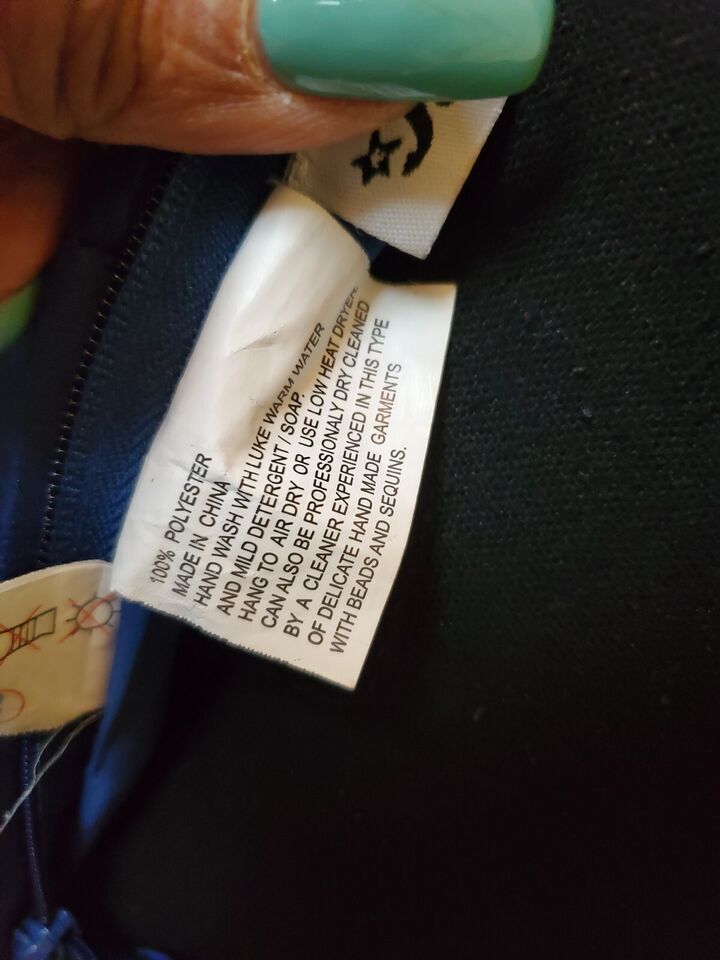 100% POLYESTER
MADE IN CHINA
HAND WASH WITH LUKE WARM WATER
AND MILD DETERGENT / SOAP.
HANG TO AIR DRY OR USE LOW HEAT DRYER.
CAN ALSO BE PROFESSIONALY DRY CLEANED
BY A CLEANER EXPERIENCED IN THIS TYPE
OF DELICATE HAND MADE GARMENTS
WITH BEADS AND SEQUINS.